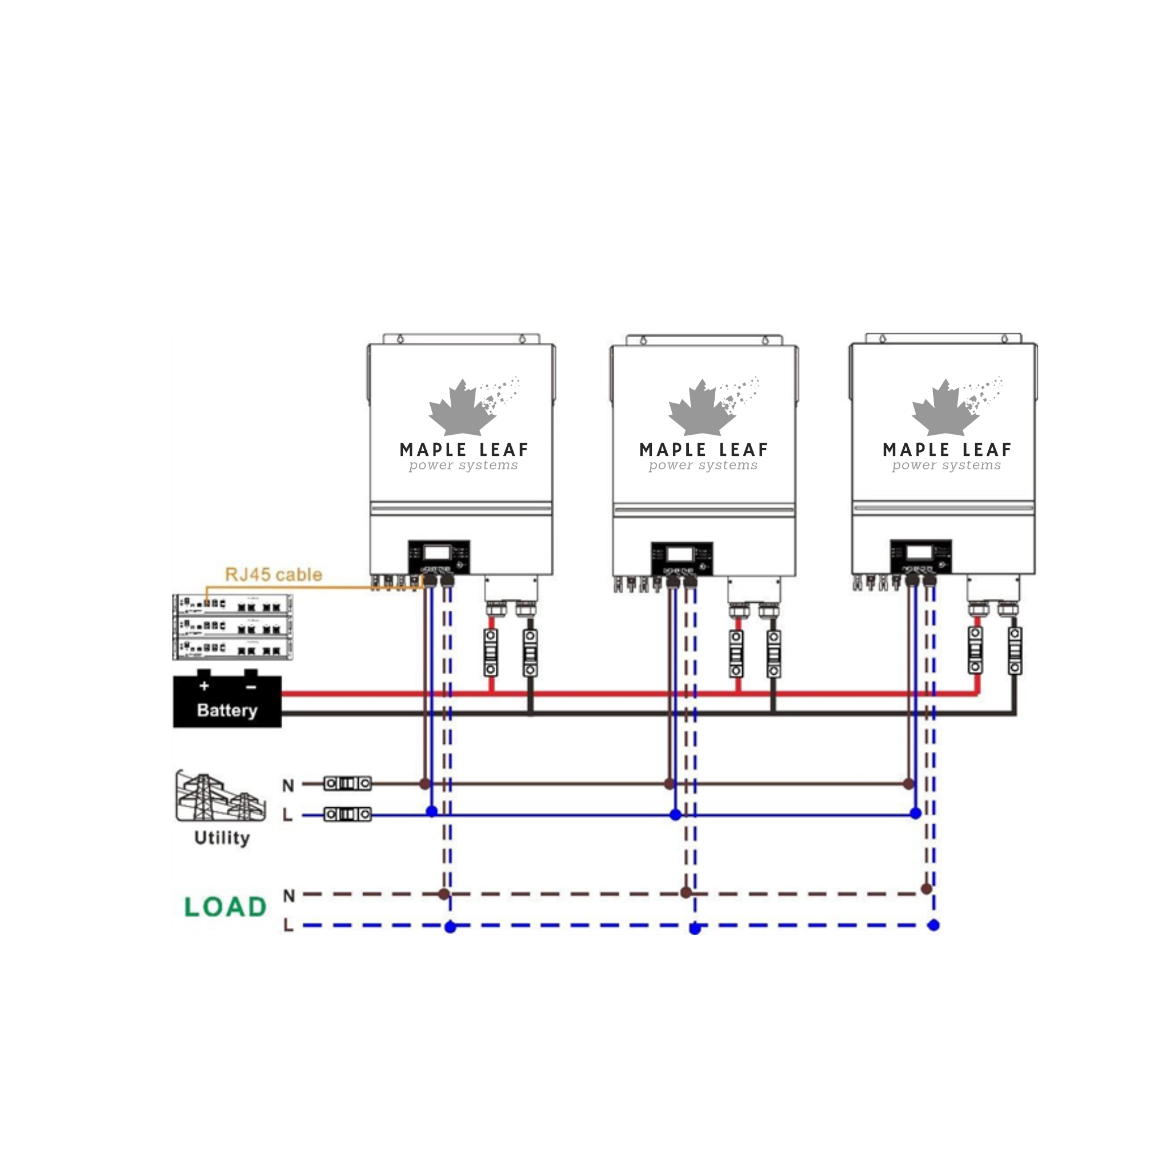 MAPLE LEAF
power systems
MAPLE LEAF
power systems
MAPLE LEAF
power systems
RJ45 cable
+ −
Battery
N
L
Utility
LOAD
N
L